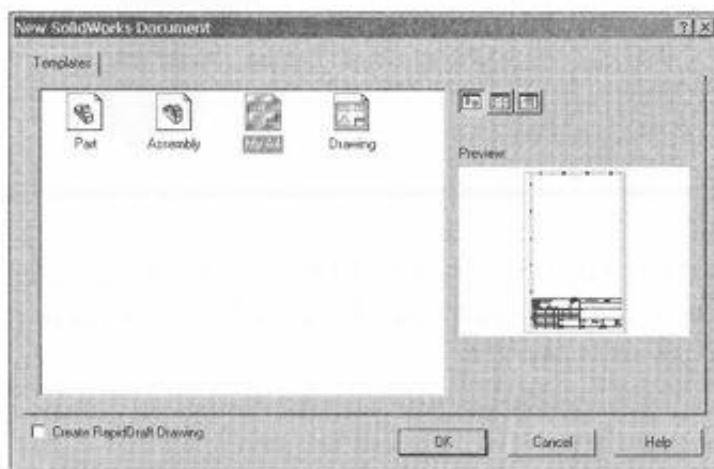 New SolidWorks Document
Templates
Part
Assembly
Drawing
Preview:
Create RapidDraft Drawing
OK
Cancel
Help